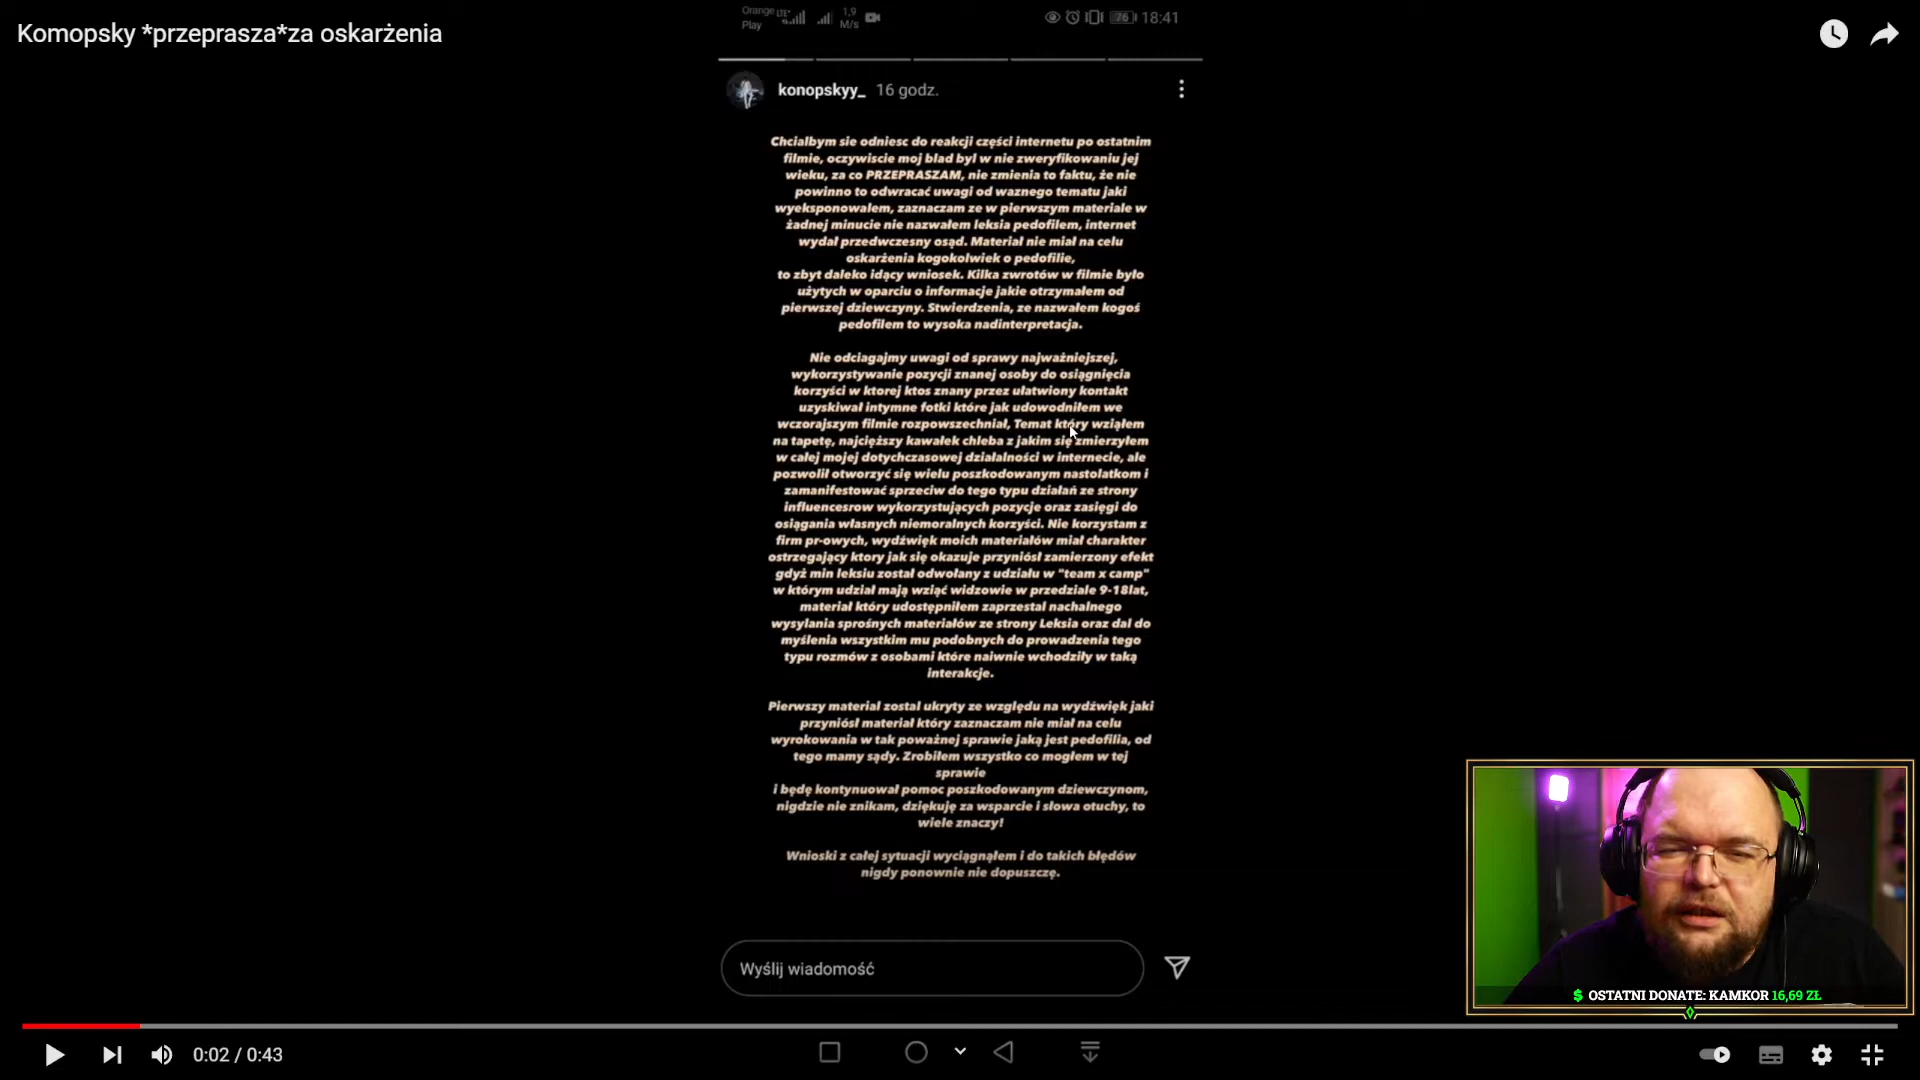 Komopsky *przeprasza*za oskarżenia
Orange LTE
Play
1,9
M/s
76
18:41
konopskyy_ 16 godz.
Chcialbym sie odniesc do reakcji części internetu po ostatnim
filmie, oczywiscie moj blad byl w nie zweryfikowaniu jej
wieku, za co PRZEPRASZAM, nie zmienia to faktu, że nie
powinno to odwracać uwagi od waznego tematu jaki
wyeksponowalem, zaznaczam ze w pierwszym materiale w
żadnej minucie nie nazwałem leksia pedofilem, internet
wydał przedwczesny osąd. Materiał nie miał na celu
oskarżenia kogokolwiek o pedofilie,
to zbyt daleko idący wniosek. Kilka zwrotów w filmie było
użytych w oparciu o informacje jakie otrzymałem od
pierwszej dziewczyny. Stwierdzenia, ze nazwałem kogoś
pedofilem to wysoka nadinterpretacja.
Nie odciagajmy uwagi od sprawy najważniejszej,
wykorzystywanie pozycji znanej osoby do osiągnięcia
korzyści w ktorej ktos znany przez ułatwiony kontakt
uzyskiwał intymne fotki które jak udowodniłem we
wczorajszym filmie rozpowszechniał, Temat który wziąłem
na tapetę, najcięższy kawałek chleba z jakim się zmierzyłem
w całej mojej dotychczasowej działalności w internecie, ale
pozwolił otworzyć się wielu poszkodowanym nastolatkom i
zamanifestować sprzeciw do tego typu działań ze strony
influencesrow wykorzystujących pozycje oraz zasięgi do
osiągania własnych niemoralnych korzyści. Nie korzystam z
firm pr-owych, wydźwięk moich materiałów miał charakter
ostrzegający ktory jak się okazuje przyniósł zamierzony efekt
gdyż min leksiu został odwołany z udziału w "team x camp"
w którym udział mają wziąć widzowie w przedziale 9-18lat,
materiał który udostępniłem zaprzestal nachalnego
wysylania sprośnych materiałów ze strony Leksia oraz dal do
myślenia wszystkim mu podobnych do prowadzenia tego
typu rozmów z osobami które naiwnie wchodziły w taką
interakcje.
Pierwszy material zostal ukryty ze względu na wydźwięk jaki
przyniósł materiał który zaznaczam nie miał na celu
wyrokowania w tak poważnej sprawie jaką jest pedofilia, od
tego mamy sądy. Zrobiłem wszystko co mogłem w tej
sprawie
i będę kontynuował pomoc poszkodowanym dziewczynom,
nigdzie nie znikam, dziękuję za wsparcie i słowa otuchy, to
wiele znaczy!
Wnioski z całej sytuacji wyciągnąłem i do takich błędów
nigdy ponownie nie dopuszczę.
Wyślij wiadomość
$ OSTATNI DONATE: KAMKOR 16,69 ZŁ
0:02 / 0:43